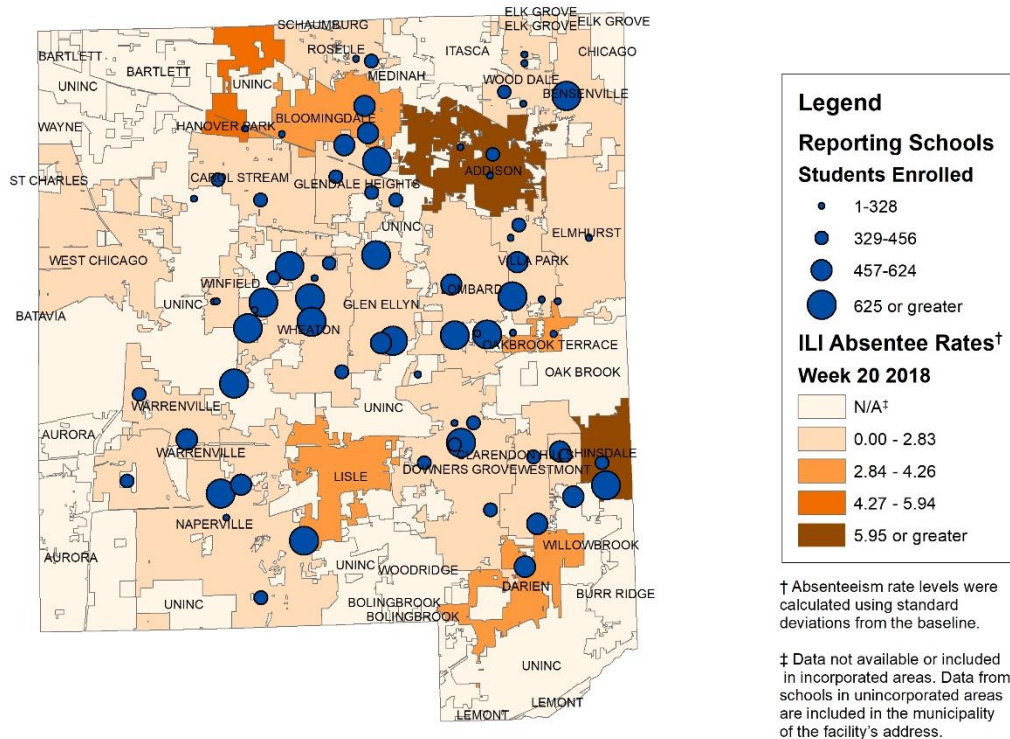 ELK GROVE
SCHAUMBURG
ELK GROVE
ELK GROVE
ROSELLE
ITASCA
CHICAGO
BARTLETT
BARTLETT
MEDINAH
UNINC
UNINC
WOOD DALE
BENSENVILLE
WAYNE
HANOVER PARK
BLOOMINGDALE
ST CHARLES
CAROL STREAM
GLENDALE HEIGHTS
ADDISON
UNINC
ELMHURST
WEST CHICAGO
VILLA PARK
WINFIELD
UNINC
GLEN ELLYN
LOMBARD
BATAVIA
WHEATON
OAKBROOK TERRACE
OAK BROOK
WARRENVILLE
UNINC
AURORA
WARRENVILLE
CLARENDON HILLS
HINSDALE
LISLE
DOWNERS GROVE
WESTMONT
NAPERVILLE
WILLOWBROOK
AURORA
UNINC
WOODRIDGE
DARIEN
UNINC
BOLINGBROOK
BURR RIDGE
BOLINGBROOK
UNINC
LEMONT
LEMONT
Legend
Reporting Schools
Students Enrolled
1-328
329-456
457-624
625 or greater
ILI Absentee Rates†
Week 20 2018
N/A‡
0.00 - 2.83
2.84 - 4.26
4.27 - 5.94
5.95 or greater
† Absenteeism rate levels were
calculated using standard
deviations from the baseline.
‡ Data not available or included
in incorporated areas. Data from
schools in unincorporated areas
are included in the municipality
of the facility's address.